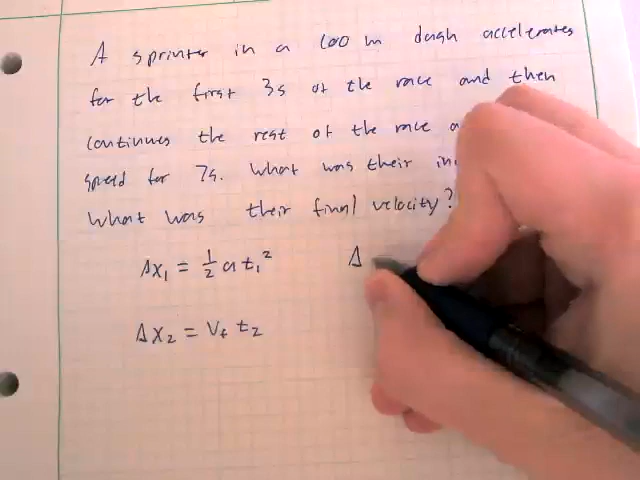 A sprinter in a 100 m dash accelerates
for the first 3s of the race and then
continues the rest of the race
speed for 7s. What was their
What was their final velocity?
Δx₁ = 1/2 a t₁² Δ
Δx₂ = Vf t₂